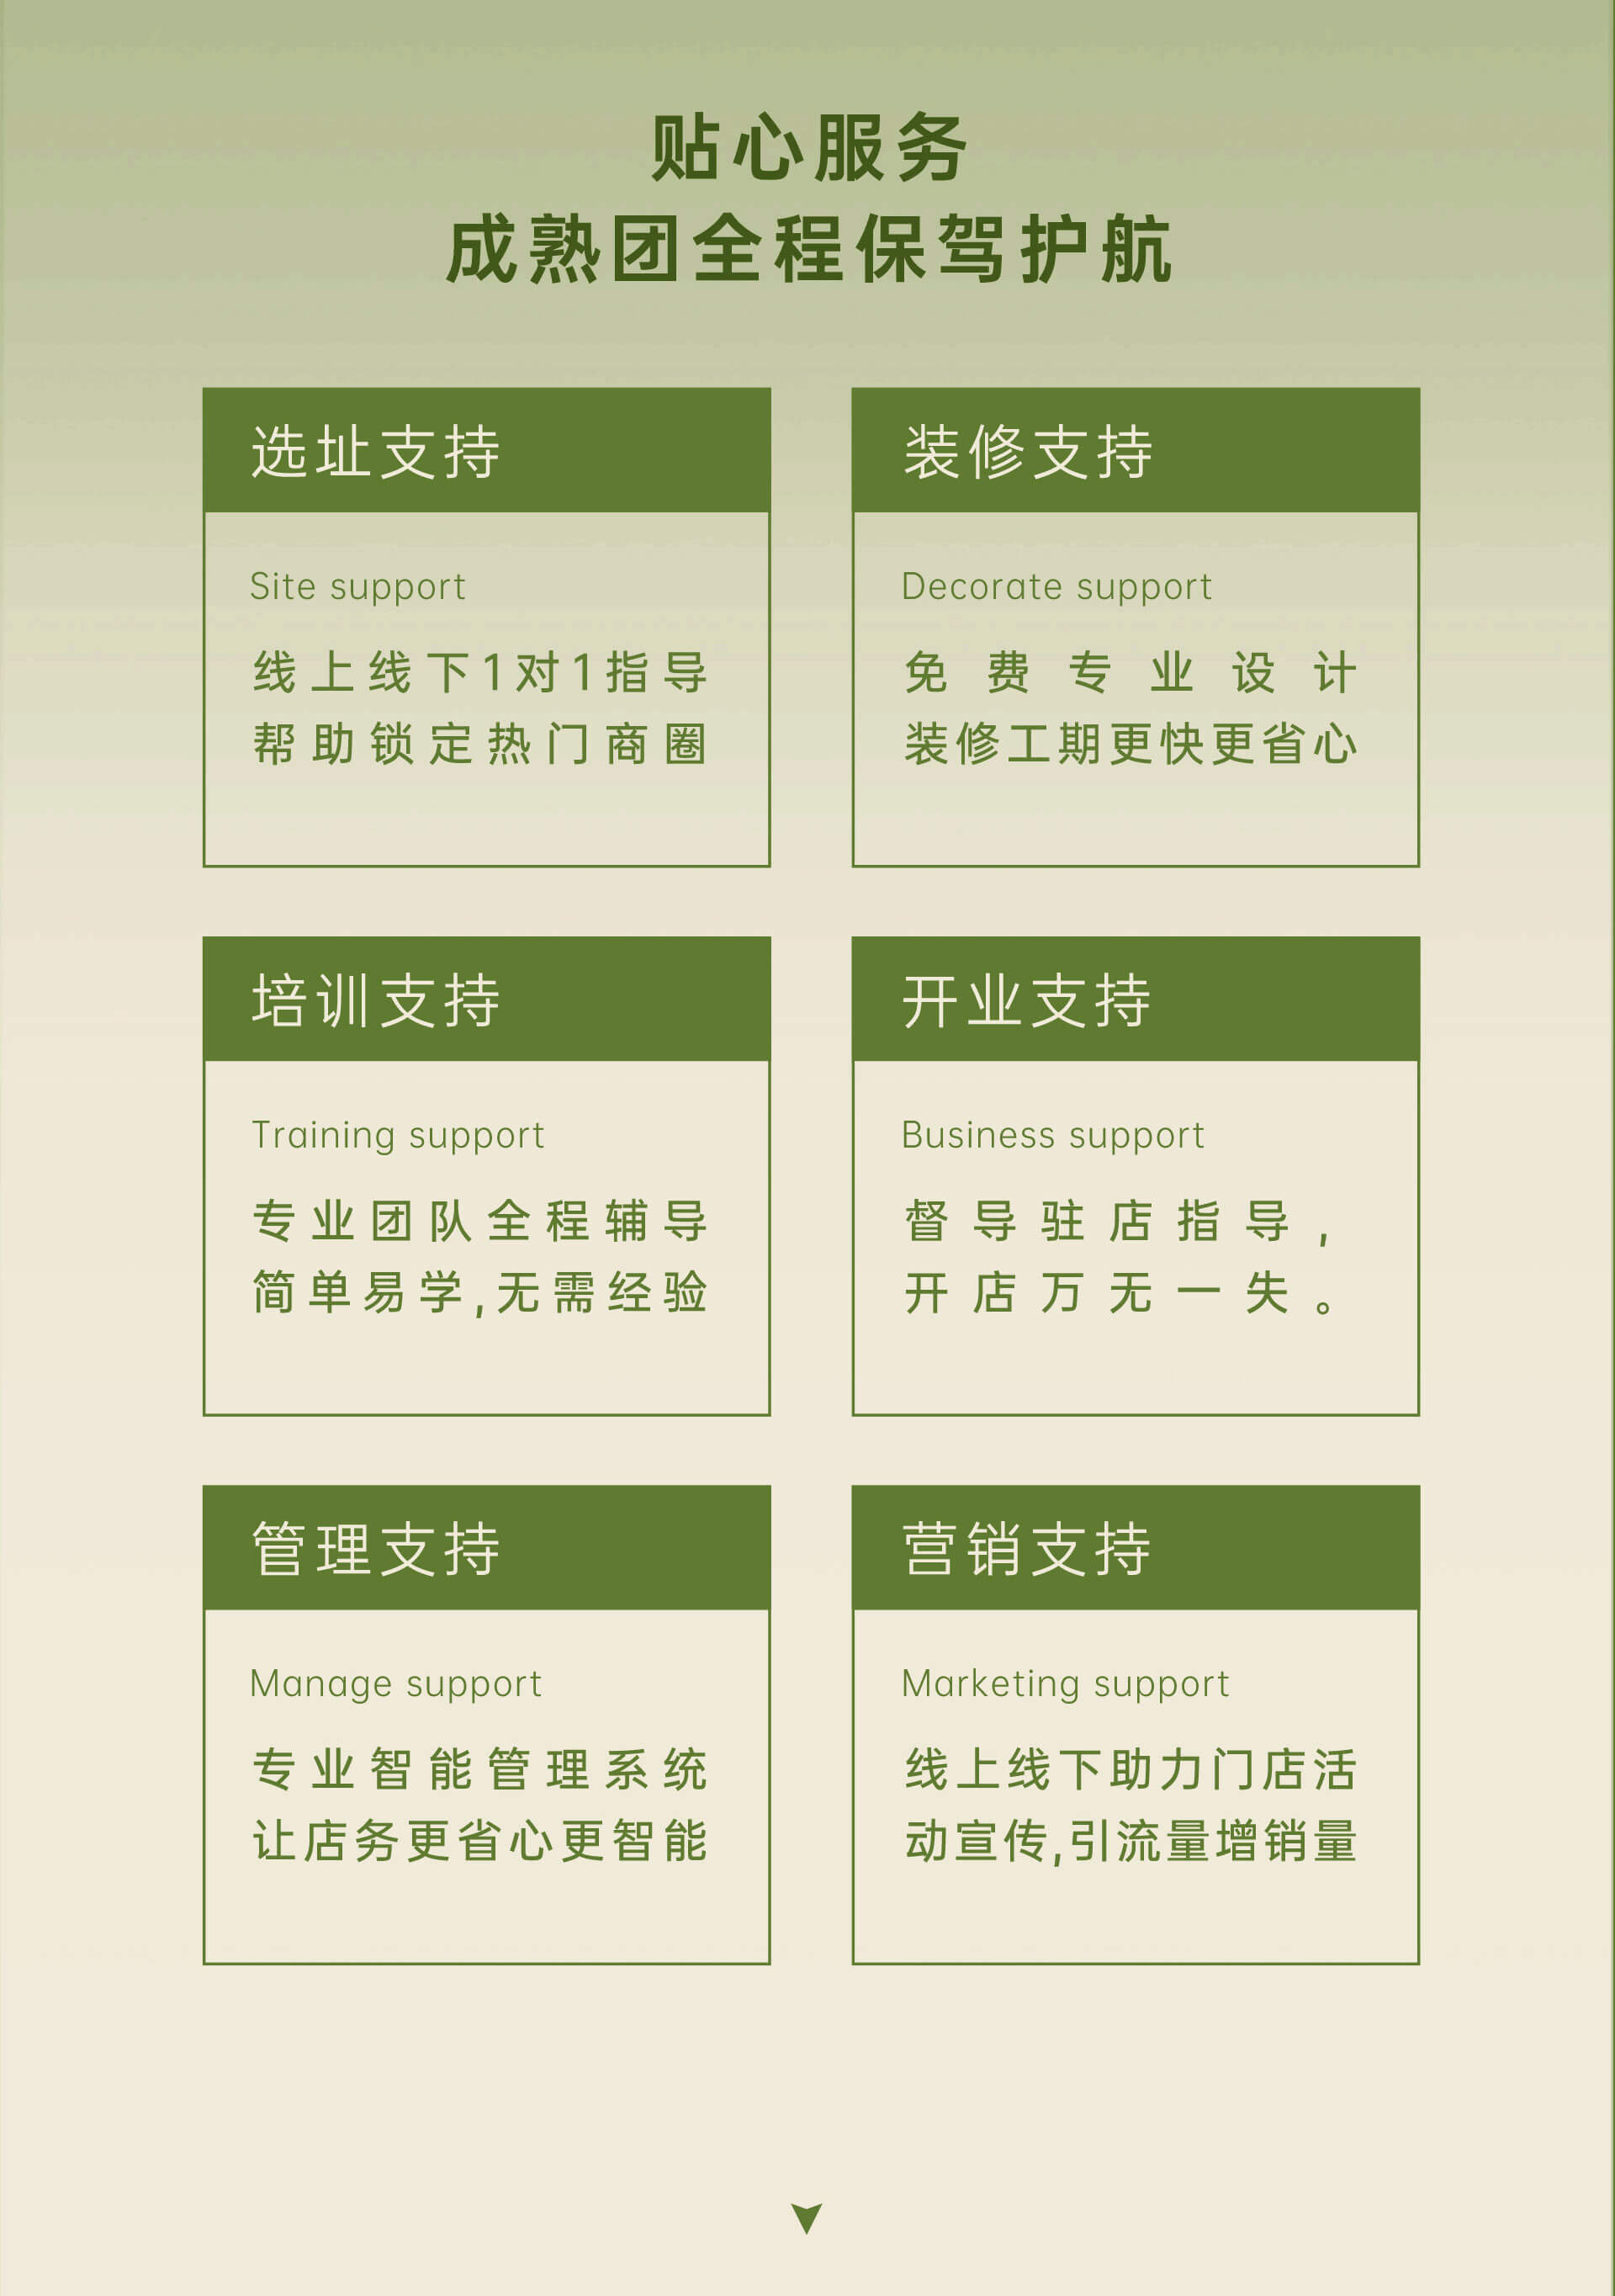 贴心服务
成熟团全程保驾护航
选址支持
Site support
线上线下1对1指导
帮助锁定热门商圈
装修支持
Decorate support
免费专业设计
装修工期更快更省心
培训支持
Training support
专业团队全程辅导
简单易学,无需经验
开业支持
Business support
督导驻店指导,
开店万无一失。
管理支持
Manage support
专业智能管理系统
让店务更省心更智能
营销支持
Marketing support
线上线下助力门店活
动宣传,引流量增销量